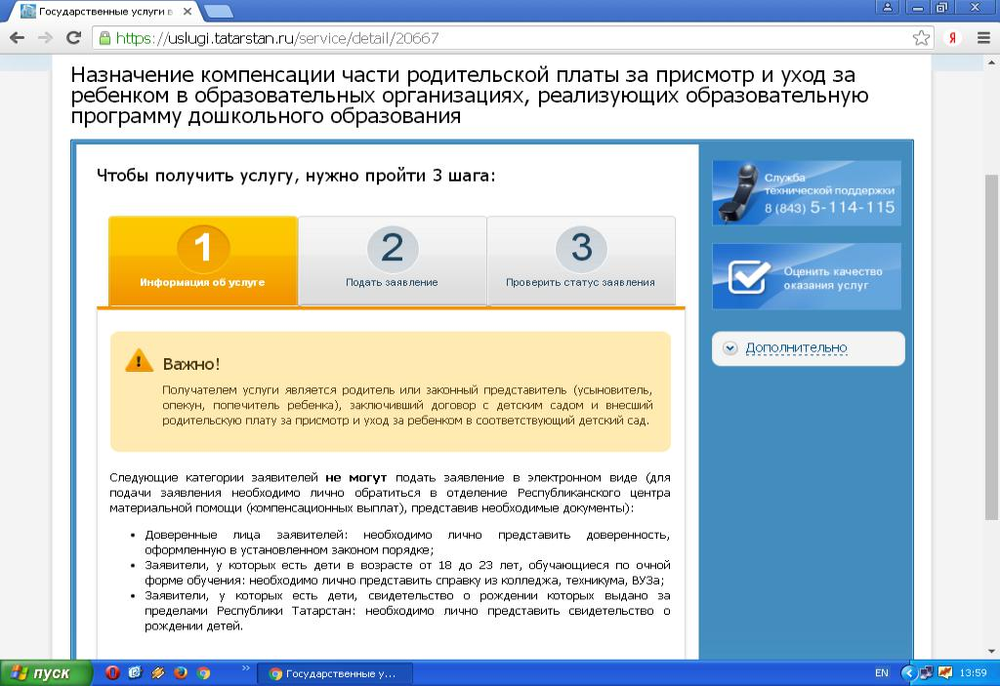 Государственные услуги в
https://uslugi.tatarstan.ru/service/detail/20667
Я
Назначение компенсации части родительской платы за присмотр и уход за
ребенком в образовательных организациях, реализующих образовательную
программу дошкольного образования
Чтобы получить услугу, нужно пройти 3 шага:
1
Информация об услуге
2
Подать заявление
3
Проверить статус заявления
Служба
технической поддержки
8 (843) 5-114-115
Оценить качество
оказания услуг
Дополнительно
Важно!
Получателем услуги является родитель или законный представитель (усыновитель,
опекун, попечитель ребенка), заключивший договор с детским садом и внесший
родительскую плату за присмотр и уход за ребенком в соответствующий детский сад.
Следующие категории заявителей не могут подать заявление в электронном виде (для
подачи заявления необходимо лично обратиться в отделение Республиканского центра
материальной помощи (компенсационных выплат), представив необходимые документы):
• Доверенные лица заявителей: необходимо лично представить доверенность,
оформленную в установленном законом порядке;
• Заявители, у которых есть дети в возрасте от 18 до 23 лет, обучающиеся по очной
форме обучения: необходимо лично представить справку из колледжа, техникума, ВУЗа;
• Заявители, у которых есть дети, свидетельство о рождении которых выдано за
пределами Республики Татарстан: необходимо лично представить свидетельство о
рождении детей.
пуск
Государственные у...
EN
13:59